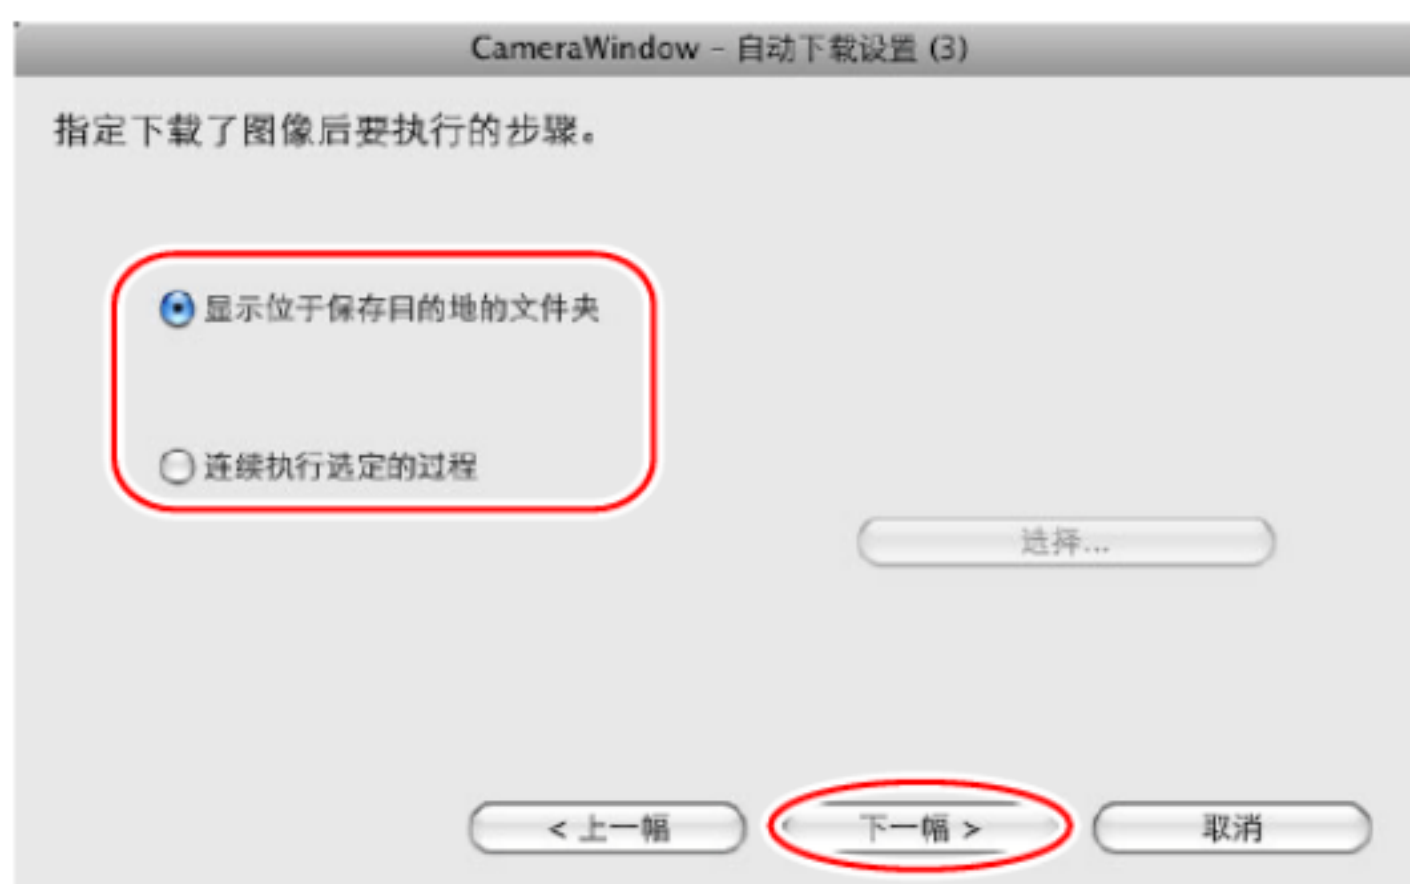 CameraWindow – 自动下载设置 (3)
指定下载了图像后要执行的步骤。
显示位于保存目的地的文件夹
连续执行选定的过程
选择...
< 上一幅
下一幅 >
取消